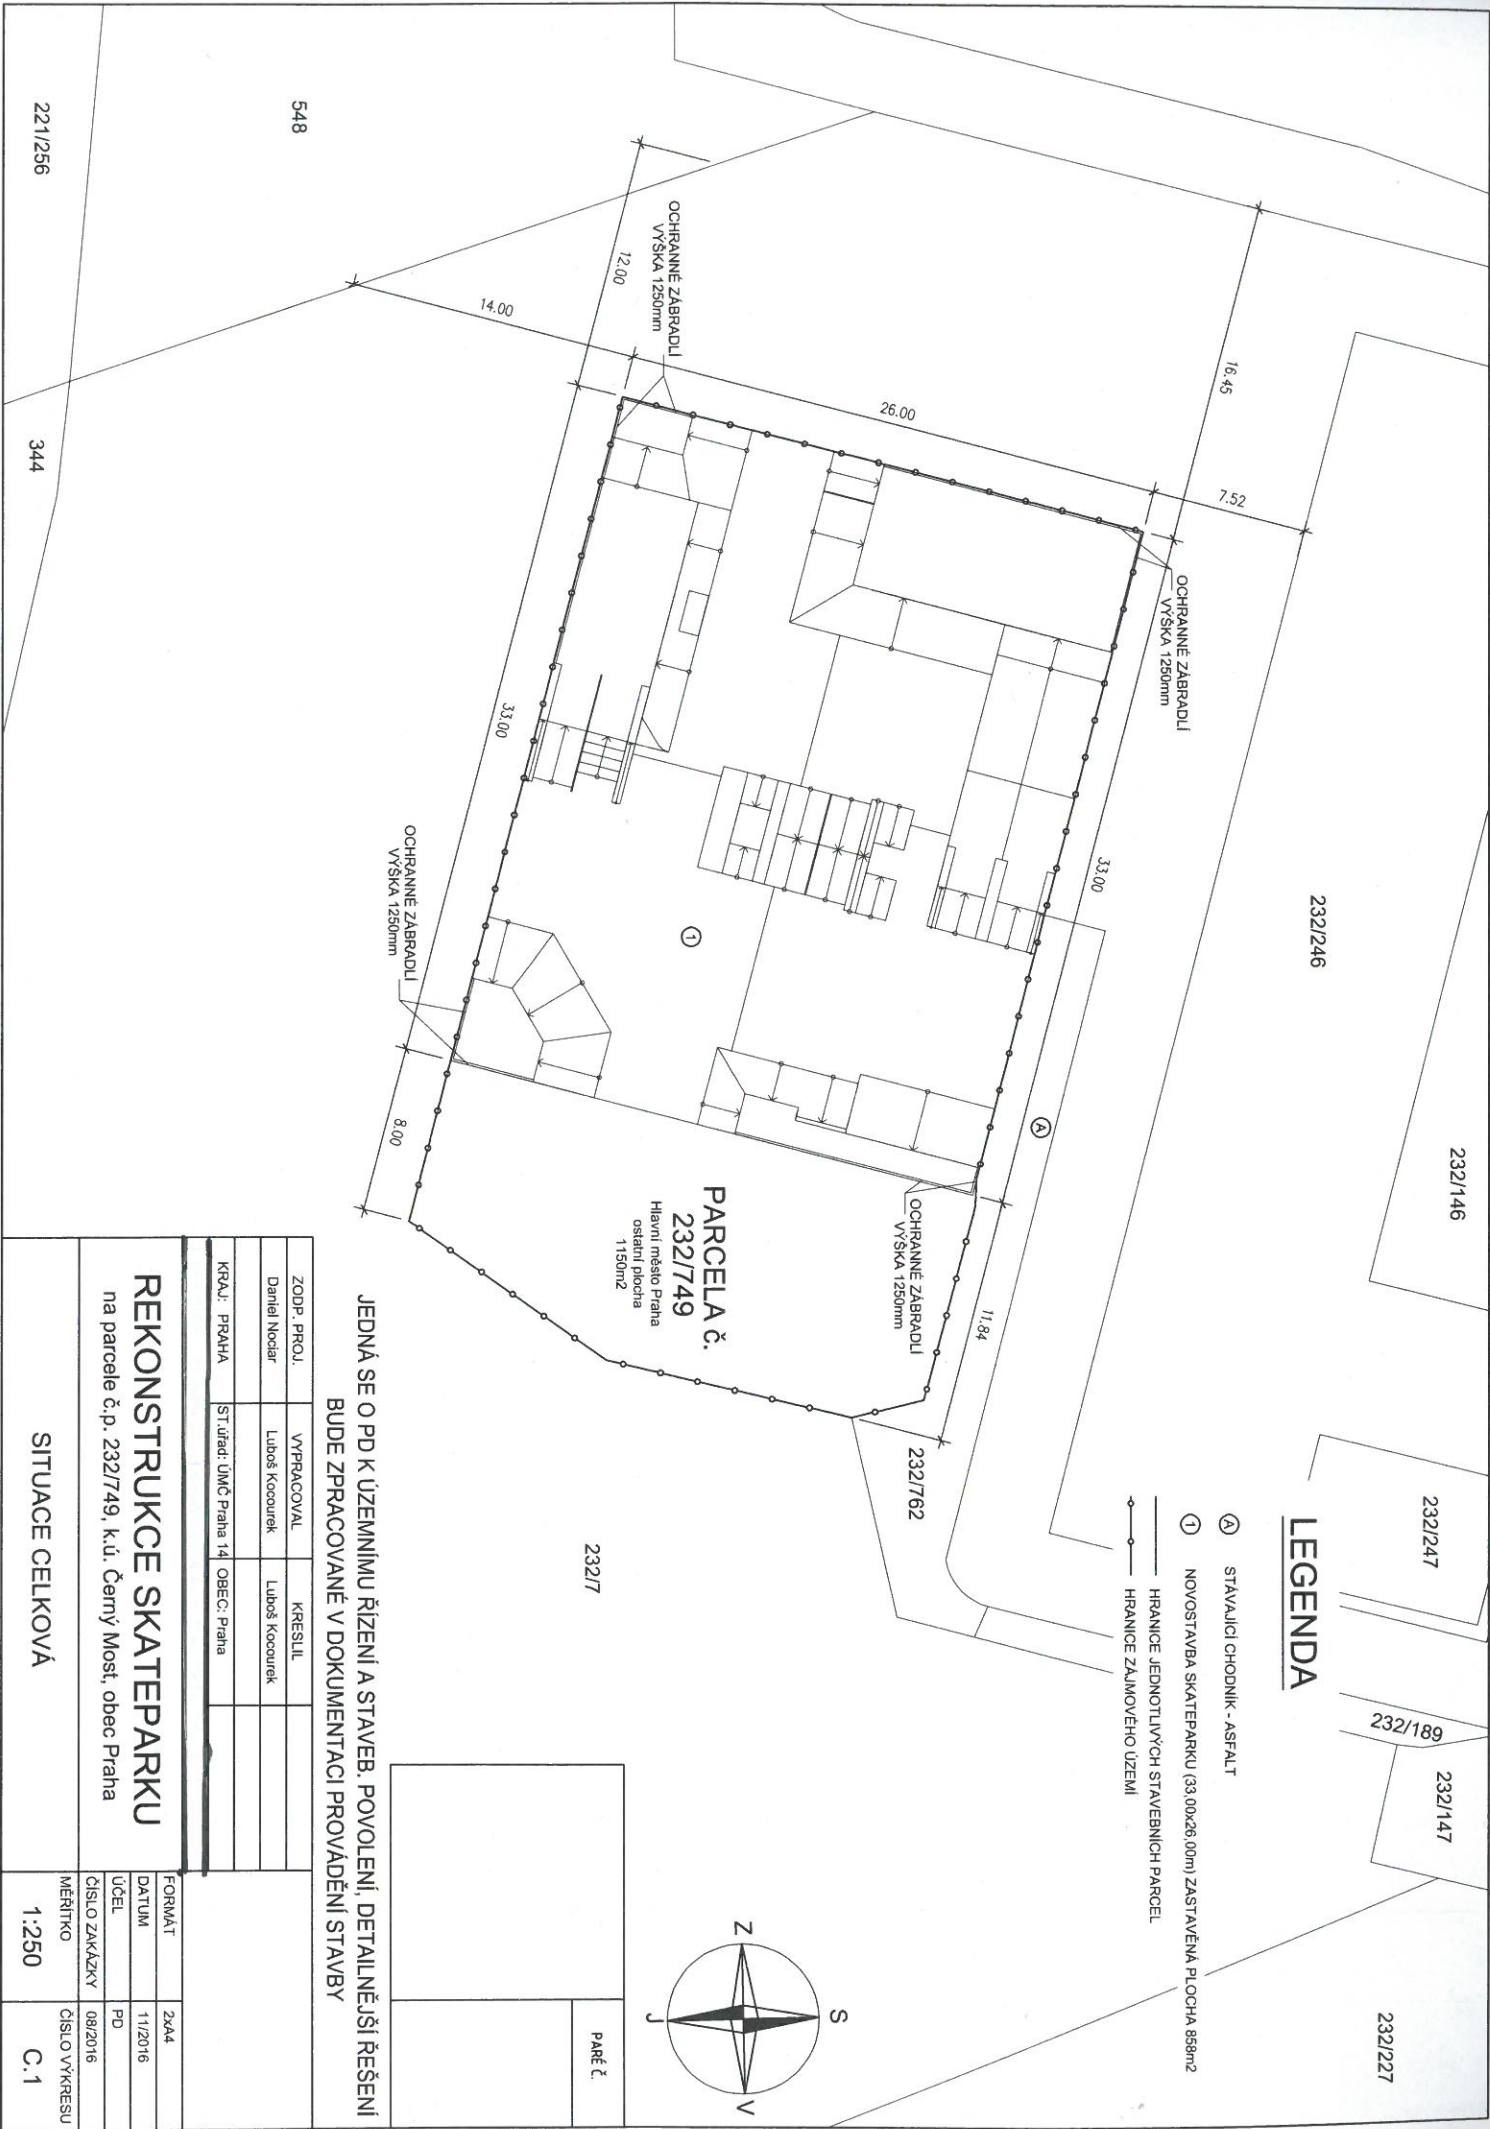 232/146
232/247
232/189
232/147
232/227
232/246
232/762
232/7
548
221/256
344
16.45
7.52
26.00
14.00
12.00
33.00
33.00
11.84
8.00
OCHRANNÉ ZÁBRADLÍ
VÝŠKA 1250mm
OCHRANNÉ ZÁBRADLÍ
VÝŠKA 1250mm
OCHRANNÉ ZÁBRADLÍ
VÝŠKA 1250mm
OCHRANNÉ ZÁBRADLÍ
VÝŠKA 1250mm
1
A
PARCELA č.
232/749
Hlavní město Praha
ostatní plocha
1150m2
LEGENDA
A STÁVAJÍCÍ CHODNÍK - ASFALT
1 NOVOSTAVBA SKATEPARKU (33,00x26,00m) ZASTAVĚNÁ PLOCHA 858m2
HRANICE JEDNOTLIVÝCH STAVEBNÍCH PARCEL
HRANICE ZÁJMOVÉHO ÚZEMÍ
S
Z
V
J
PARÉ Č.
JEDNÁ SE O PD K ÚZEMNÍMU ŘÍZENÍ A STAVEB. POVOLENÍ, DETAILNĚJŠÍ ŘEŠENÍ
BUDE ZPRACOVANÉ V DOKUMENTACI PROVÁDĚNÍ STAVBY
ZODP. PROJ. VYPRACOVAL KRESLIL
Daniel Nociar Luboš Kocourek Luboš Kocourek
KRAJ: PRAHA ST.úřad: ÚMČ Praha 14 OBEC: Praha
REKONSTRUKCE SKATEPARKU
na parcele č.p. 232/749, k.ú. Černý Most, obec Praha
SITUACE CELKOVÁ
FORMÁT 2xA4
DATUM 11/2016
ÚČEL PD
ČÍSLO ZAKÁZKY 08/2016
MĚŘÍTKO ČÍSLO VÝKRESU
1:250 C.1